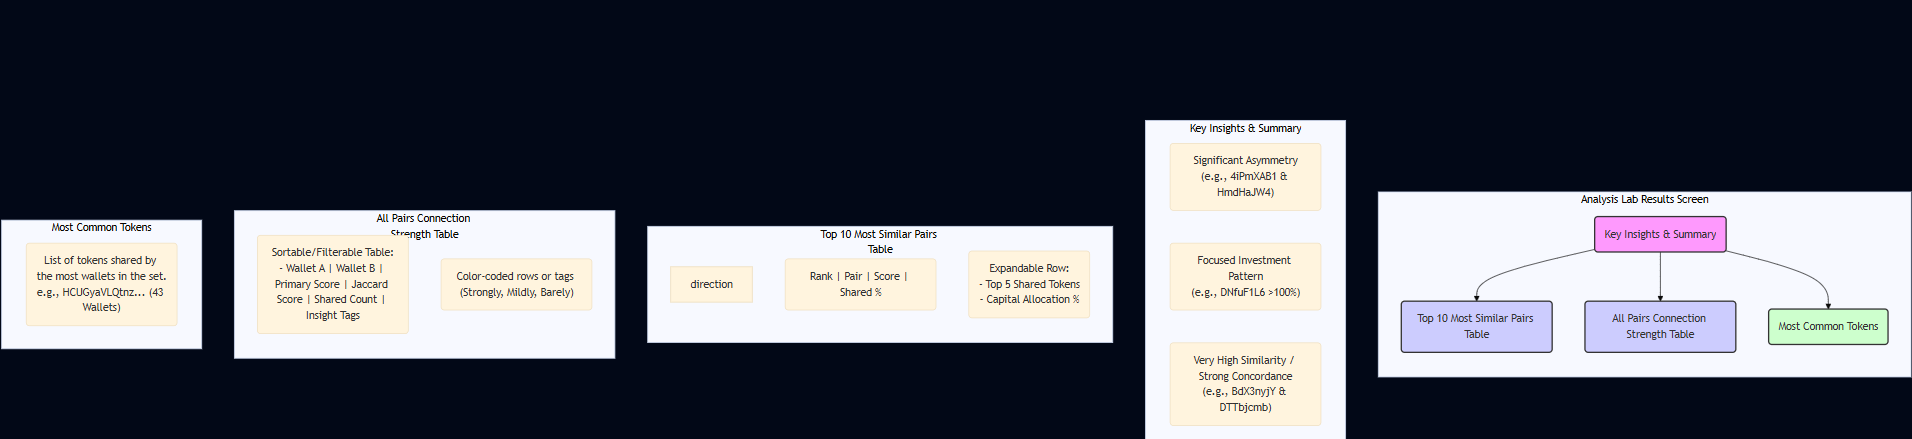 Most Common Tokens
List of tokens shared by
the most wallets in the set.
e.g., HCUGyaVLQtnz... (43
Wallets)
All Pairs Connection
Strength Table
Sortable/Filterable Table:
- Wallet A | Wallet B |
Primary Score | Jaccard
Score | Shared Count |
Insight Tags
Color-coded rows or tags
(Strongly, Mildly, Barely)
Top 10 Most Similar Pairs
Table
direction
Rank | Pair | Score |
Shared %
Expandable Row:
- Top 5 Shared Tokens
- Capital Allocation %
Key Insights & Summary
Significant Asymmetry
(e.g., 4iPmXAB1 &
HmdHaJW4)
Focused Investment
Pattern
(e.g., DNfuF1L6 >100%)
Very High Similarity /
Strong Concordance
(e.g., BdX3nyjY &
DTTbjcmb)
Analysis Lab Results Screen
Key Insights & Summary
Top 10 Most Similar Pairs
Table
All Pairs Connection
Strength Table
Most Common Tokens